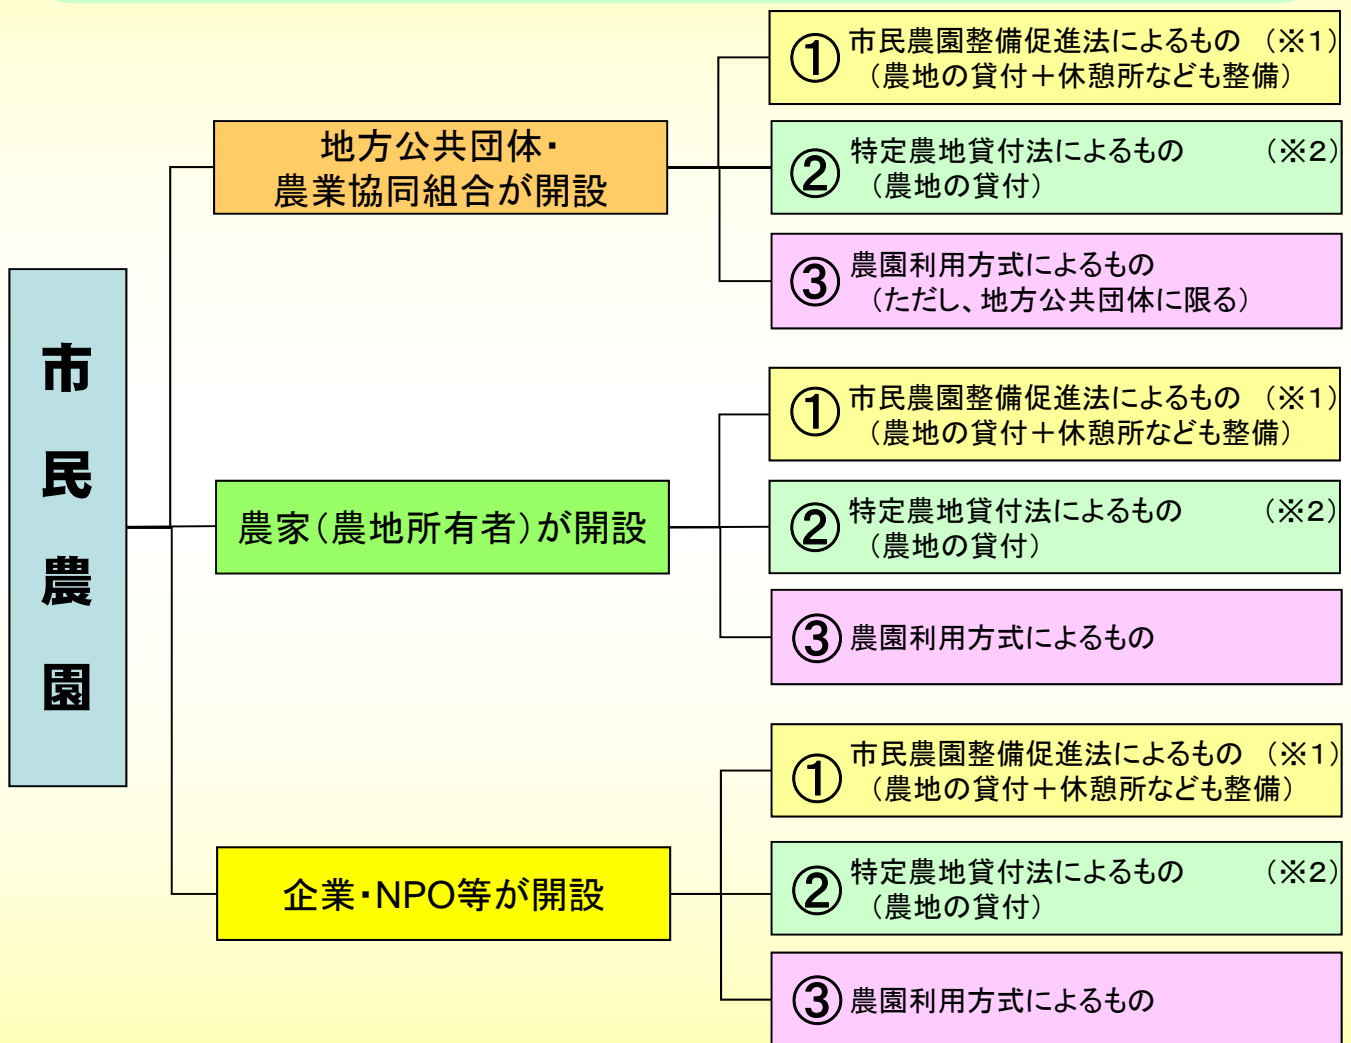 市民農園
地方公共団体・
農業協同組合が開設
①市民農園整備促進法によるもの （※1）
（農地の貸付＋休憩所なども整備）
②特定農地貸付法によるもの （※2）
（農地の貸付）
③農園利用方式によるもの
（ただし、地方公共団体に限る）
農家（農地所有者）が開設
①市民農園整備促進法によるもの （※1）
（農地の貸付＋休憩所なども整備）
②特定農地貸付法によるもの （※2）
（農地の貸付）
③農園利用方式によるもの
企業・NPO等が開設
①市民農園整備促進法によるもの （※1）
（農地の貸付＋休憩所なども整備）
②特定農地貸付法によるもの （※2）
（農地の貸付）
③農園利用方式によるもの